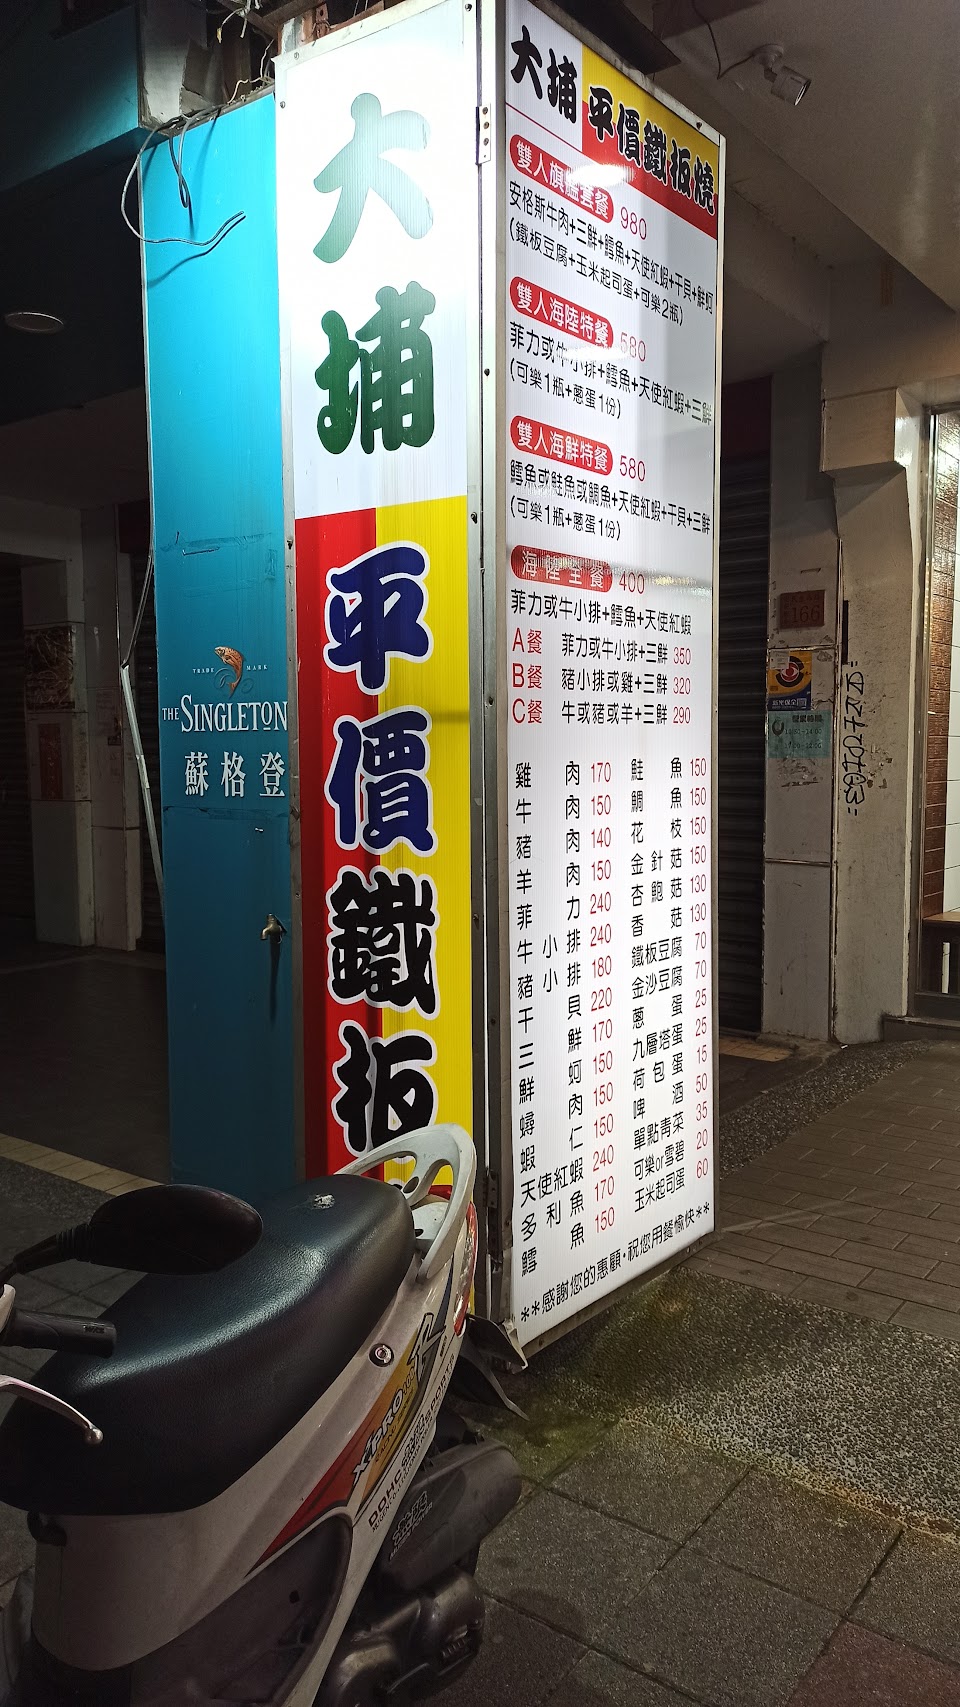 大埔
平價鐵板
TRADE MARK
THE SINGLETON
蘇格登
大埔 平價鐵板燒
雙人旗艦套餐 980
安格斯牛肉+三鮮+鱈魚+天使紅蝦+干貝+鮮蚵
(鐵板豆腐+玉米起司蛋+可樂2瓶)
雙人海陸特餐 580
菲力或牛小排+鱈魚+天使紅蝦+三鮮
(可樂1瓶+蔥蛋1份)
雙人海鮮特餐 580
鱈魚或鮭魚或鯛魚+天使紅蝦+干貝+三鮮
(可樂1瓶+蔥蛋1份)
海陸全餐 400
菲力或牛小排+鱈魚+天使紅蝦
A餐 菲力或牛小排+三鮮 350
B餐 豬小排或雞+三鮮 320
C餐 牛或豬或羊+三鮮 290
雞肉 170
牛肉 150
豬肉 140
羊肉 150
菲力 240
牛小排 240
豬小排 180
干貝 220
三鮮 170
鮮蚵 150
蟳肉 150
蝦仁 150
天使紅蝦 240
多利魚 170
鱈魚 150
鮭魚 150
鯛魚 150
花枝 150
金針菇 150
杏鮑菇 130
香菇 130
鐵板豆腐 70
金沙豆腐 70
蔥蛋 25
九層塔蛋 25
荷包蛋 15
啤酒 50
單點青菜 35
可樂or雪碧 20
玉米起司蛋 60
**感謝您的惠顧·祝您用餐愉快**
166
X'PRO
DOHC